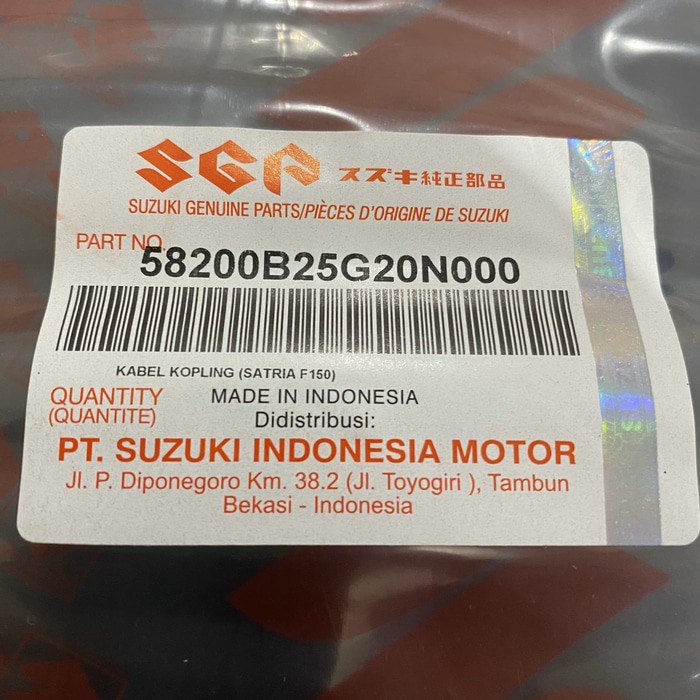 SGP スズキ純正部品
SUZUKI GENUINE PARTS/PIÈCES D'ORIGINE DE SUZUKI
PART NO.
58200B25G20N000
KABEL KOPLING (SATRIA F150)
QUANTITY
(QUANTITE)
MADE IN INDONESIA
Didistribusi:
PT. SUZUKI INDONESIA MOTOR
Jl. P. Diponegoro Km. 38.2 (Jl. Toyogiri ), Tambun
Bekasi - Indonesia